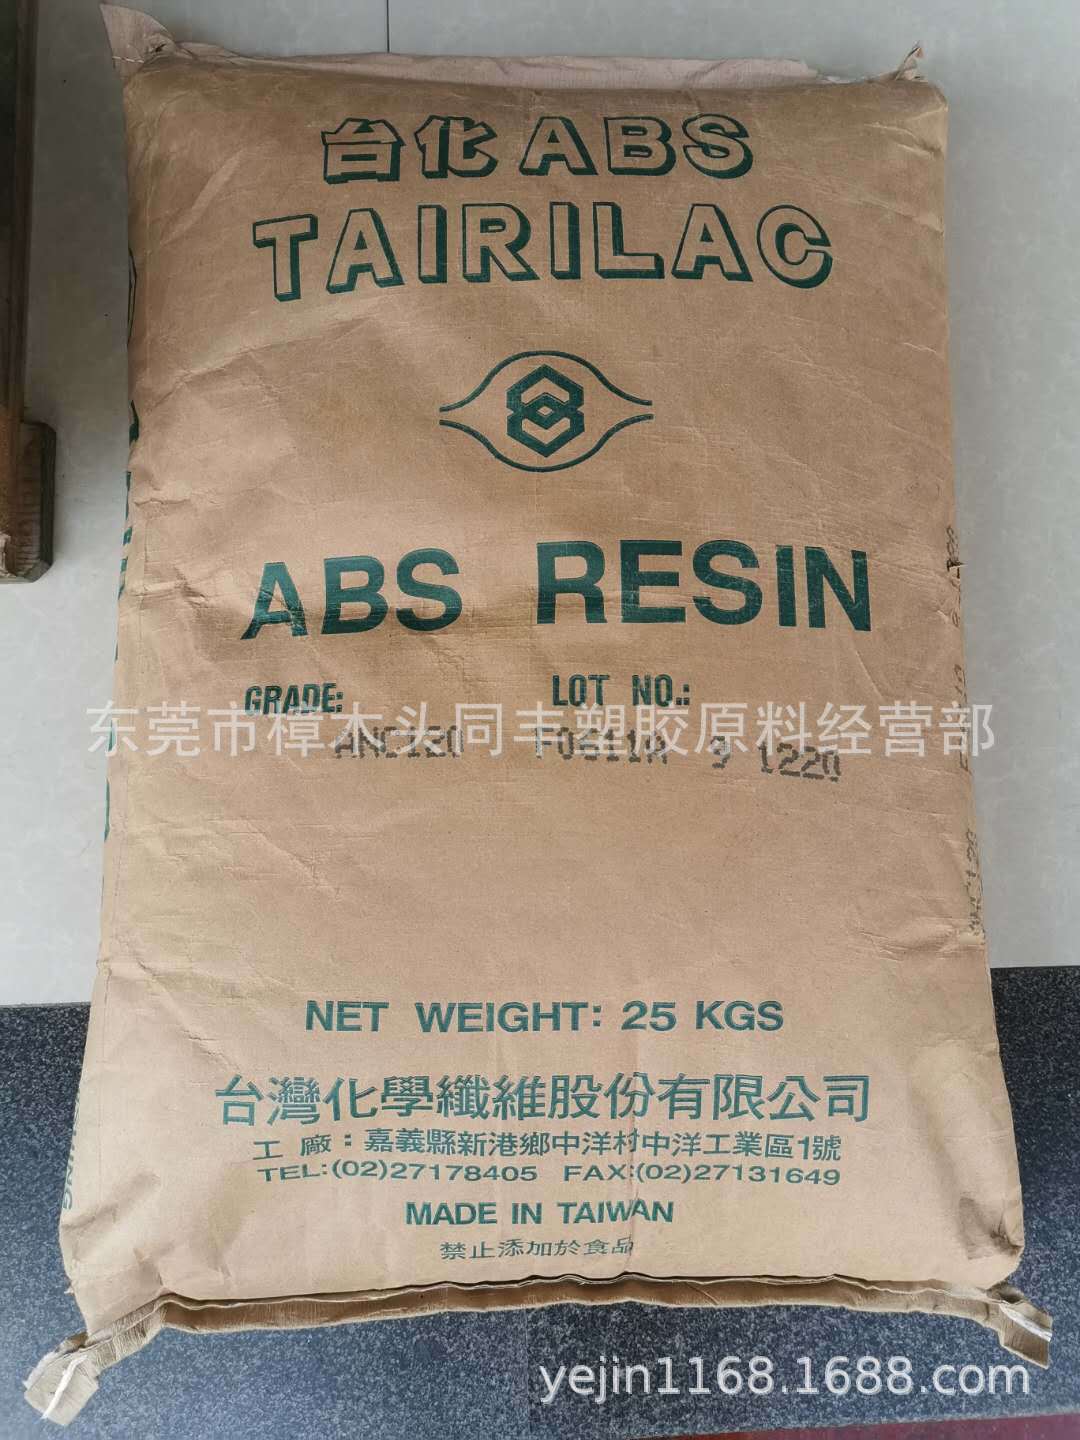 台化ABS
TAIRILAC
ABS RESIN
GRADE: LOT NO.:
东莞市樟木头同丰塑胶原料经营部
ANC120 F0611A 9 1220
NET WEIGHT: 25 KGS
台灣化學纖維股份有限公司
工廠：嘉義縣新港鄉中洋村中洋工業區1號
TEL:(02)27178405 FAX:(02)27131649
MADE IN TAIWAN
禁止添加於食品
yejin1168.1688.com